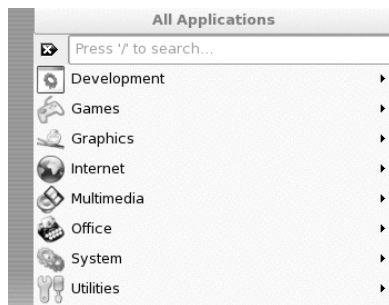 All Applications
Press '/' to search...
Development
Games
Graphics
Internet
Multimedia
Office
System
Utilities